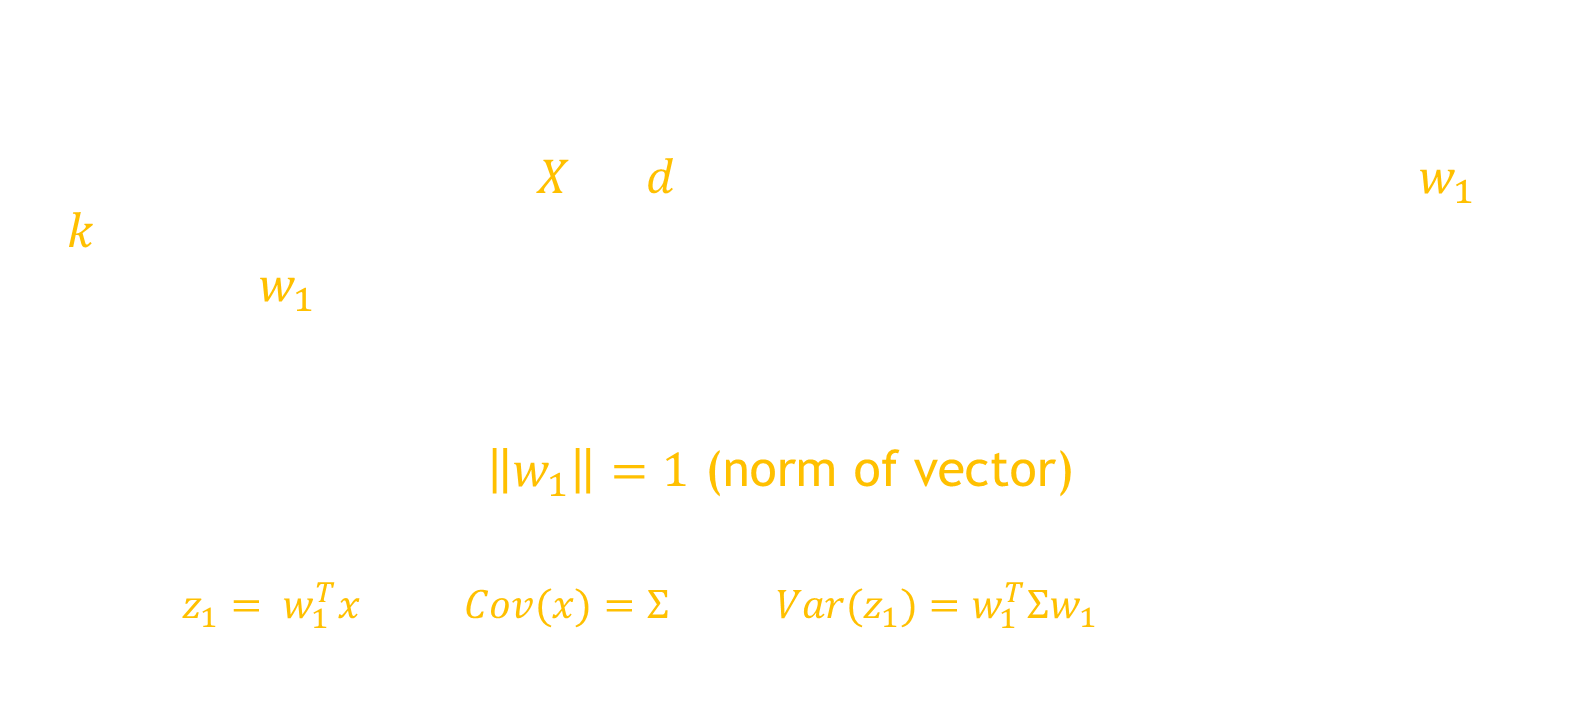 X d w₁
k
w₁
‖w₁‖ = 1 (norm of vector)
z₁ = w₁ᵀx Cov(x) = Σ Var(z₁) = w₁ᵀΣw₁